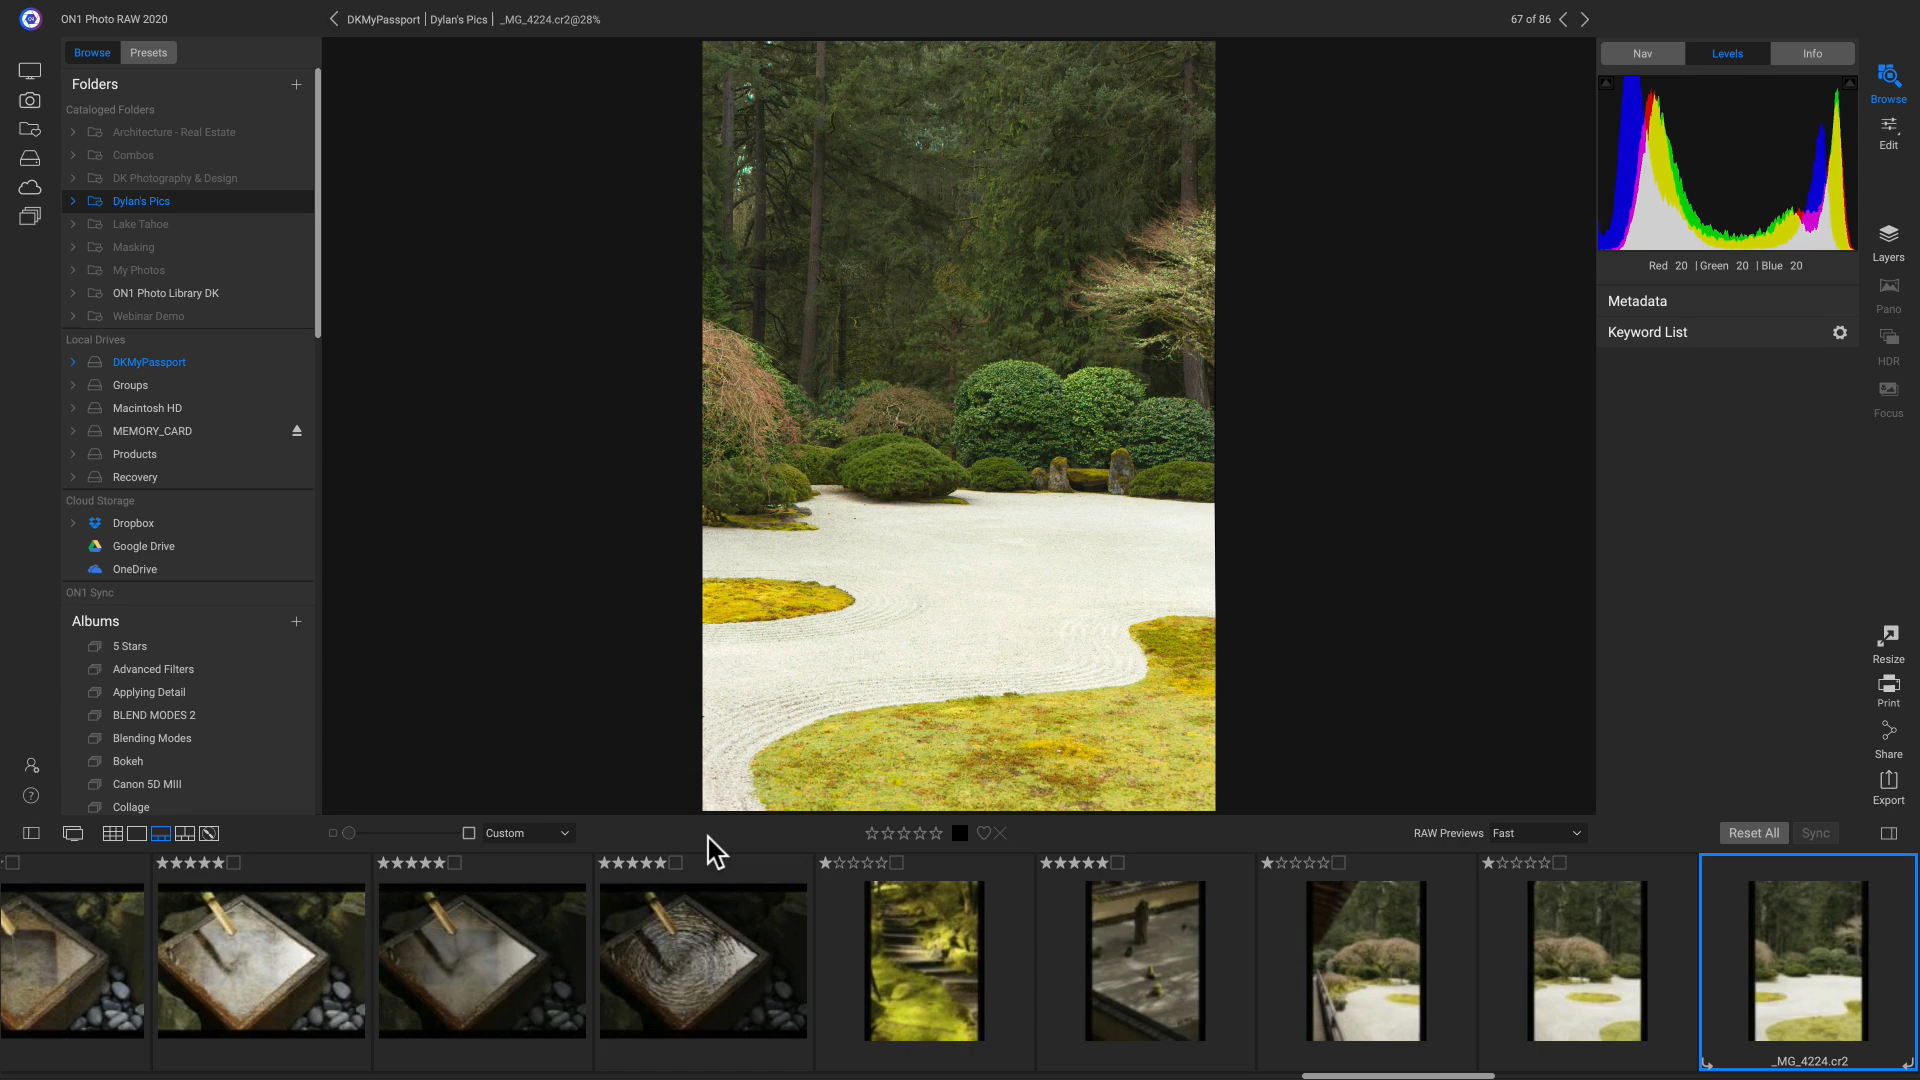 ON1 Photo RAW 2020
DKMyPassport | Dylan's Pics | _MG_4224.cr2@28%
67 of 86
Browse
Presets
Folders
Cataloged Folders
Architecture - Real Estate
Combos
DK Photography & Design
Dylan's Pics
Lake Tahoe
Masking
My Photos
ON1 Photo Library DK
Webinar Demo
Local Drives
DKMyPassport
Groups
Macintosh HD
MEMORY_CARD
Products
Recovery
Cloud Storage
Dropbox
Google Drive
OneDrive
ON1 Sync
Albums
5 Stars
Advanced Filters
Applying Detail
BLEND MODES 2
Blending Modes
Bokeh
Canon 5D MIII
Collage
Custom
RAW Previews Fast
Reset All
Sync
_MG_4224.cr2
Nav
Levels
Info
Red 20 | Green 20 | Blue 20
Metadata
Keyword List
Browse
Edit
Layers
Pano
HDR
Focus
Resize
Print
Share
Export